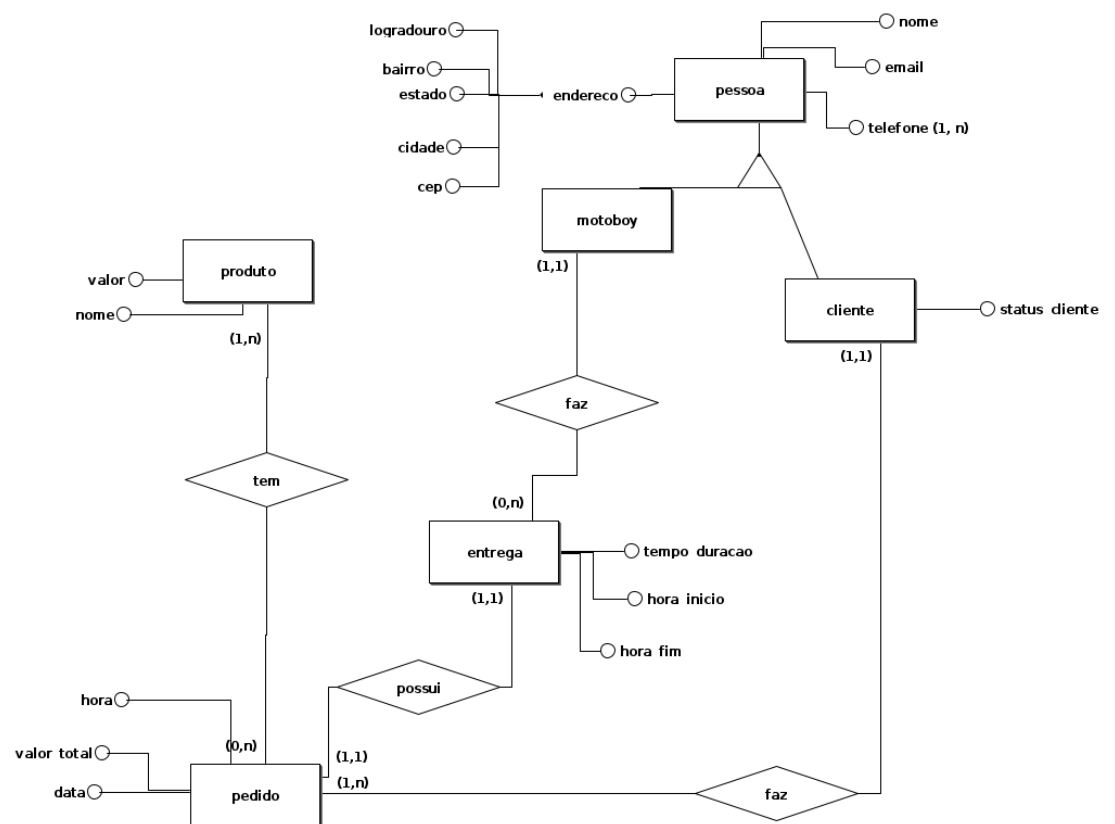 logradouro
bairro
estado
cidade
cep
endereco
pessoa
nome
email
telefone (1, n)
motoboy
(1,1)
produto
valor
nome
(1,n)
cliente
status cliente
(1,1)
faz
tem
(0,n)
entrega
(1,1)
tempo duracao
hora inicio
hora fim
possui
hora
valor total
data
(0,n)
(1,1)
(1,n)
pedido
faz